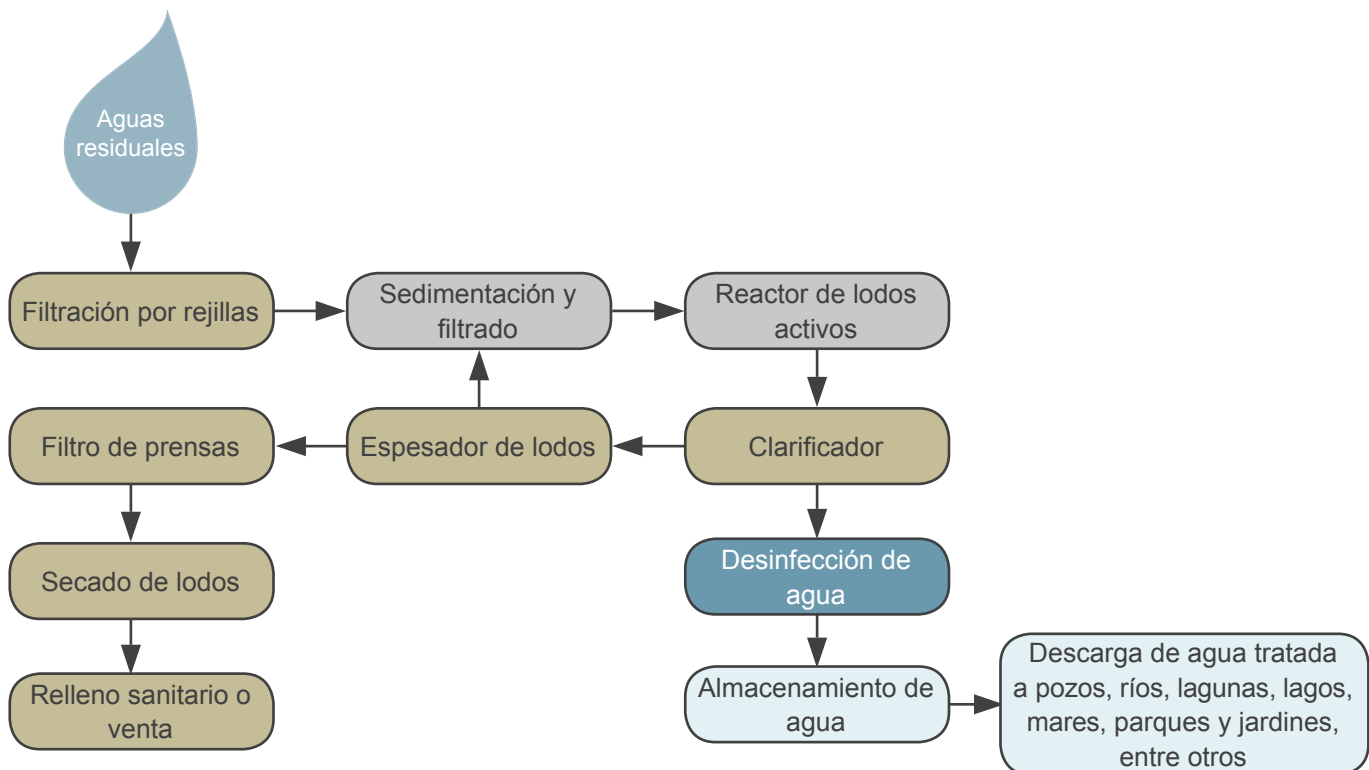 Aguas
residuales
Filtración por rejillas
Sedimentación y
filtrado
Reactor de lodos
activos
Filtro de prensas
Espesador de lodos
Clarificador
Secado de lodos
Desinfección de
agua
Relleno sanitario o
venta
Almacenamiento de
agua
Descarga de agua tratada
a pozos, ríos, lagunas, lagos,
mares, parques y jardines,
entre otros